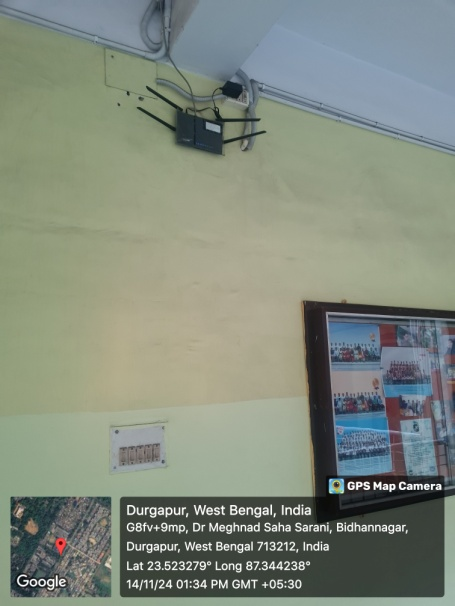 GPS Map Camera
Durgapur, West Bengal, India
G8fv+9mp, Dr Meghnad Saha Sarani, Bidhannagar,
Durgapur, West Bengal 713212, India
Lat 23.523279° Long 87.344238°
14/11/24 01:34 PM GMT +05:30
Google